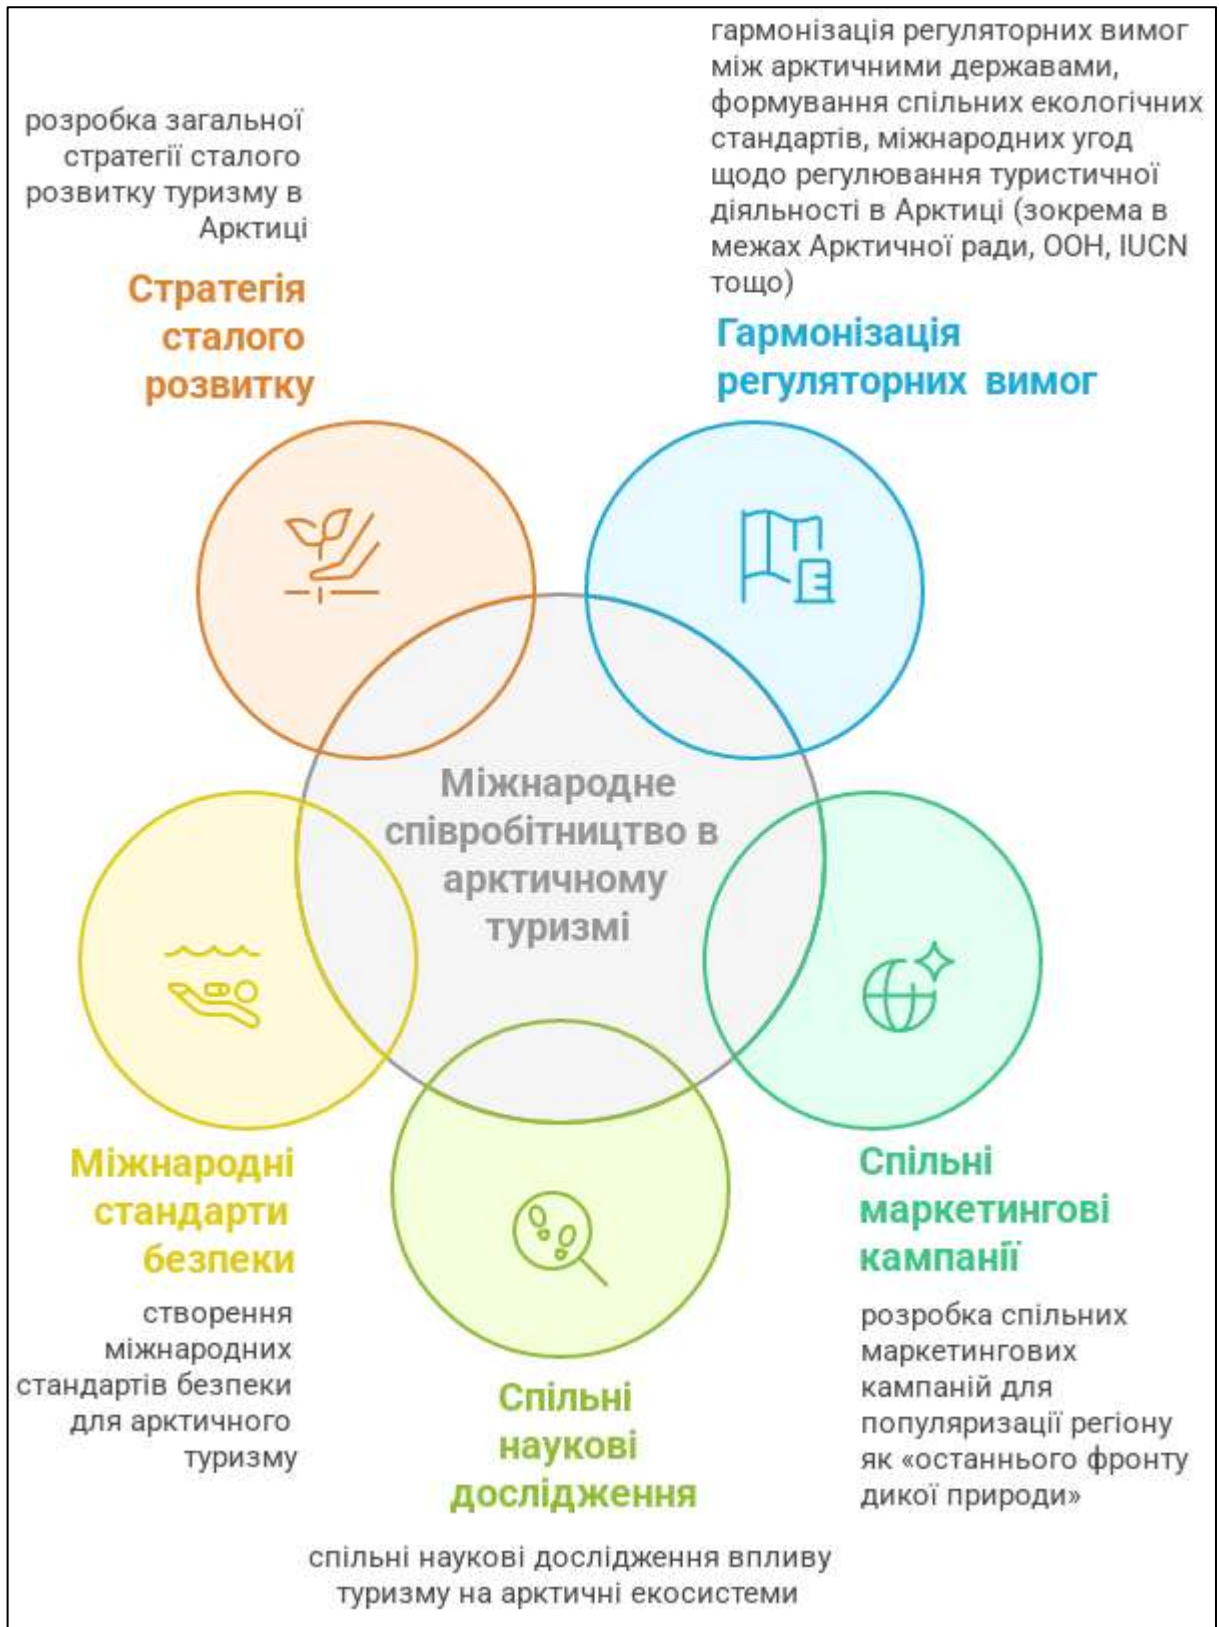 розробка загальної
стратегії сталого
розвитку туризму в
Арктиці
Стратегія
сталого
розвитку
гармонізація регуляторних вимог
між арктичними державами,
формування спільних екологічних
стандартів, міжнародних угод
щодо регулювання туристичної
діяльності в Арктиці (зокрема в
межах Арктичної ради, ООН, IUCN
тощо)
Гармонізація
регуляторних вимог
Міжнародне
співробітництво в
арктичному
туризмі
Міжнародні
стандарти
безпеки
створення
міжнародних
стандартів безпеки
для арктичного
туризму
Спільні
наукові
дослідження
спільні наукові дослідження впливу
туризму на арктичні екосистеми
Спільні
маркетингові
кампанії
розробка спільних
маркетингових
кампаній для
популяризації регіону
як «останнього фронту
дикої природи»